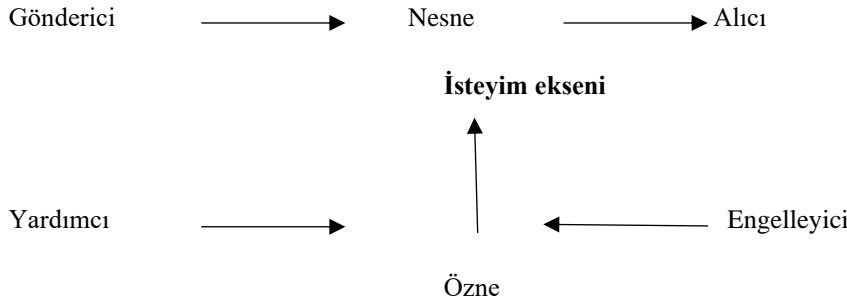 Gönderici Nesne Alıcı
İsteyim ekseni
Yardımcı Engelleyici
Özne